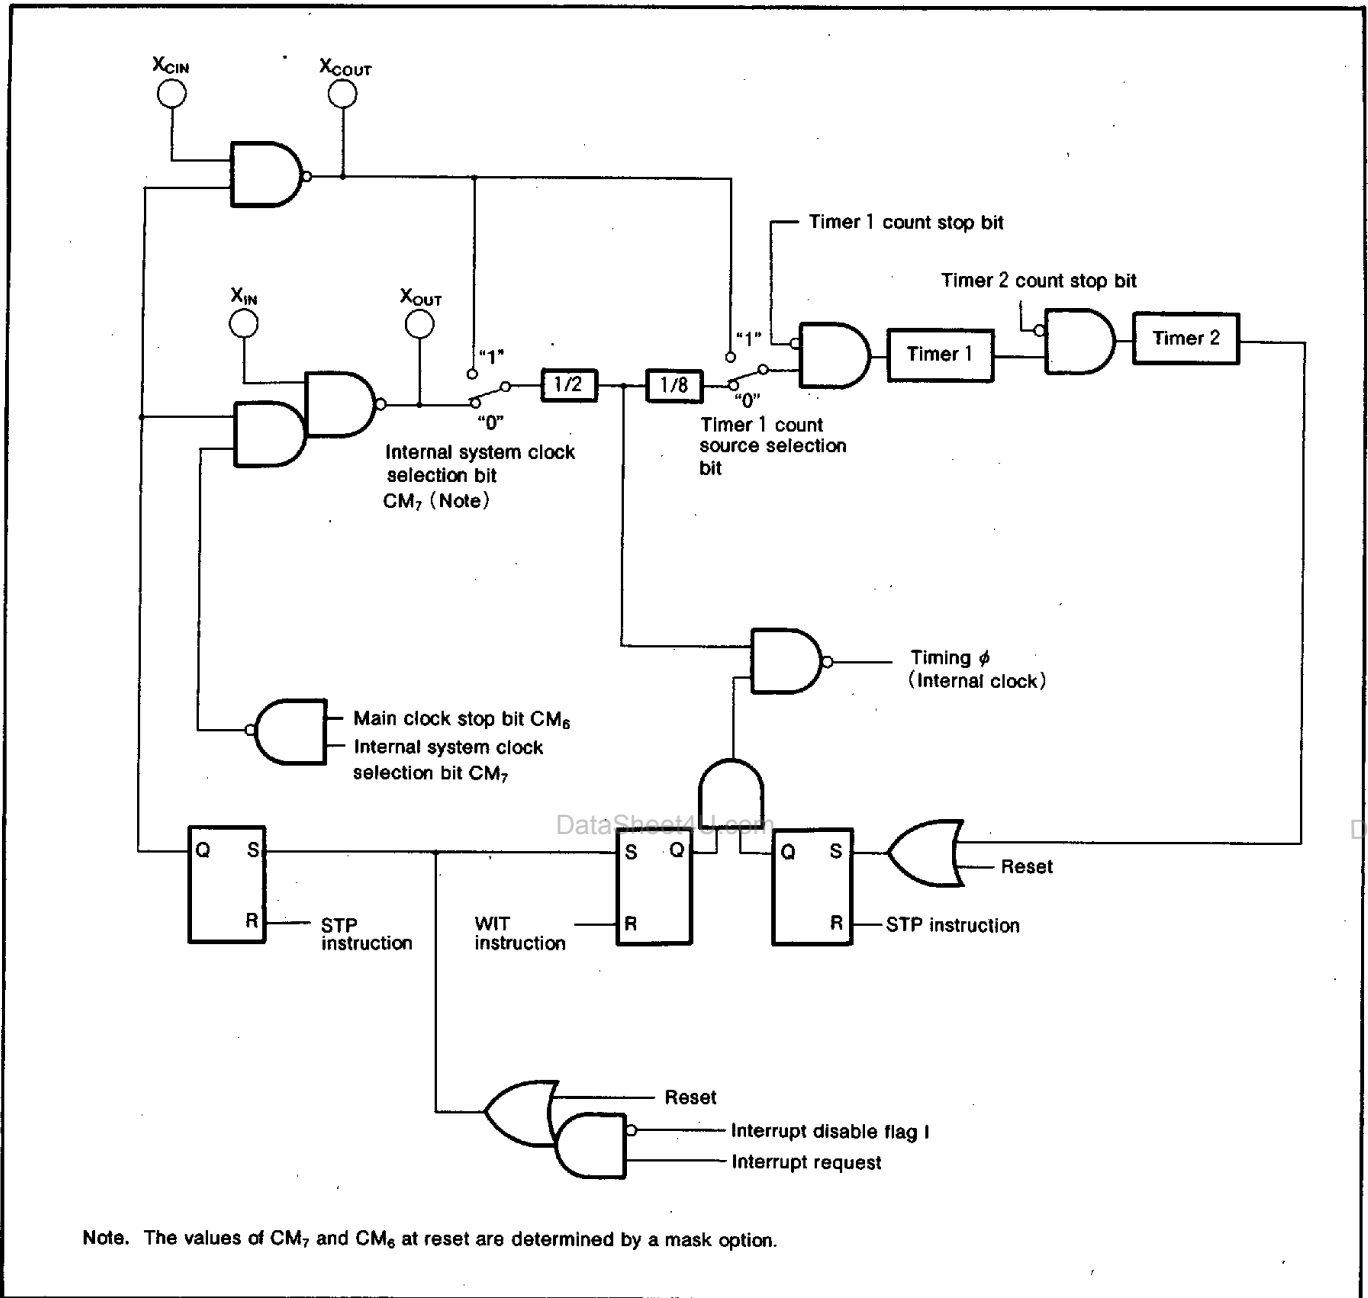 X_CIN X_COUT
Timer 1 count stop bit
Timer 2 count stop bit
X_IN X_OUT
"1" "1"
1/2 1/8 Timer 1 Timer 2
"0" "0"
Timer 1 count
source selection
bit
Internal system clock
selection bit
CM₇ (Note)
Timing ϕ
(Internal clock)
Main clock stop bit CM₆
Internal system clock
selection bit CM₇
DataSheet4U.com
D
Q S S Q Q S
Reset
R R R
STP
instruction
WIT
instruction
STP instruction
Reset
Interrupt disable flag I
Interrupt request
Note. The values of CM₇ and CM₆ at reset are determined by a mask option.